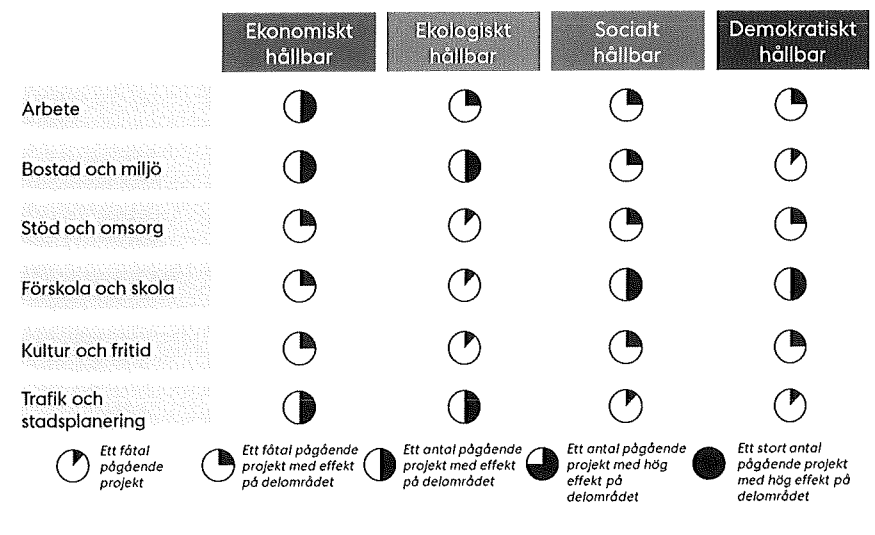 Ekonomiskt
hållbar
Ekologiskt
hållbar
Socialt
hållbar
Demokratiskt
hållbar
Arbete
Bostad och miljö
Stöd och omsorg
Förskola och skola
Kultur och fritid
Trafik och
stadsplanering
Ett fåtal
pågående
projekt
Ett fåtal pågående
projekt med effekt
på delområdet
Ett antal pågående
projekt med effekt
på delområdet
Ett antal pågående
projekt med hög
effekt på
delområdet
Ett stort antal
pågående projekt
med hög effekt på
delområdet